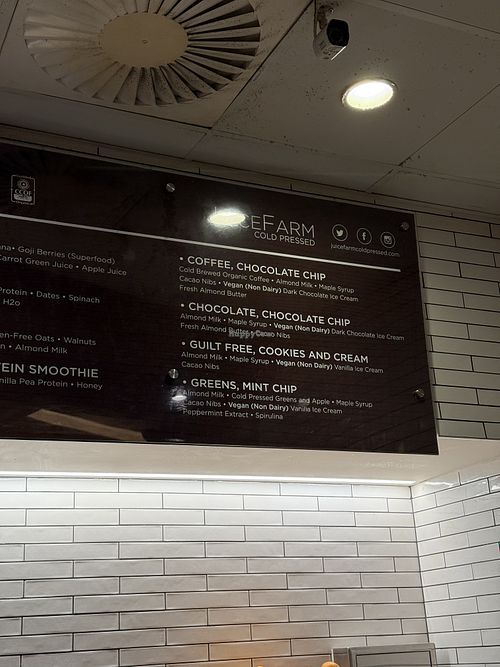 CCOF
JUICEFARM
COLD PRESSED
juicefarmcoldpressed.com
ana • Goji Berries (Superfood)
Carrot Green Juice • Apple Juice
Protein • Dates • Spinach
H2o
en-Free Oats • Walnuts
n • Almond Milk
EIN SMOOTHIE
nilla Pea Protein • Honey
• COFFEE, CHOCOLATE CHIP
Cold Brewed Organic Coffee • Almond Milk • Maple Syrup
Cacao Nibs • Vegan (Non Dairy) Dark Chocolate Ice Cream
Fresh Almond Butter
• CHOCOLATE, CHOCOLATE CHIP
Almond Milk • Maple Syrup • Vegan (Non Dairy) Dark Chocolate Ice Cream
Fresh Almond Butter • Cacao Nibs
• GUILT FREE, COOKIES AND CREAM
Almond Milk • Maple Syrup • Vegan (Non Dairy) Vanilla Ice Cream
Cacao Nibs
• GREENS, MINT CHIP
Almond Milk • Cold Pressed Greens and Apple • Maple Syrup
Cacao Nibs • Vegan (Non Dairy) Vanilla Ice Cream
Peppermint Extract • Spirulina